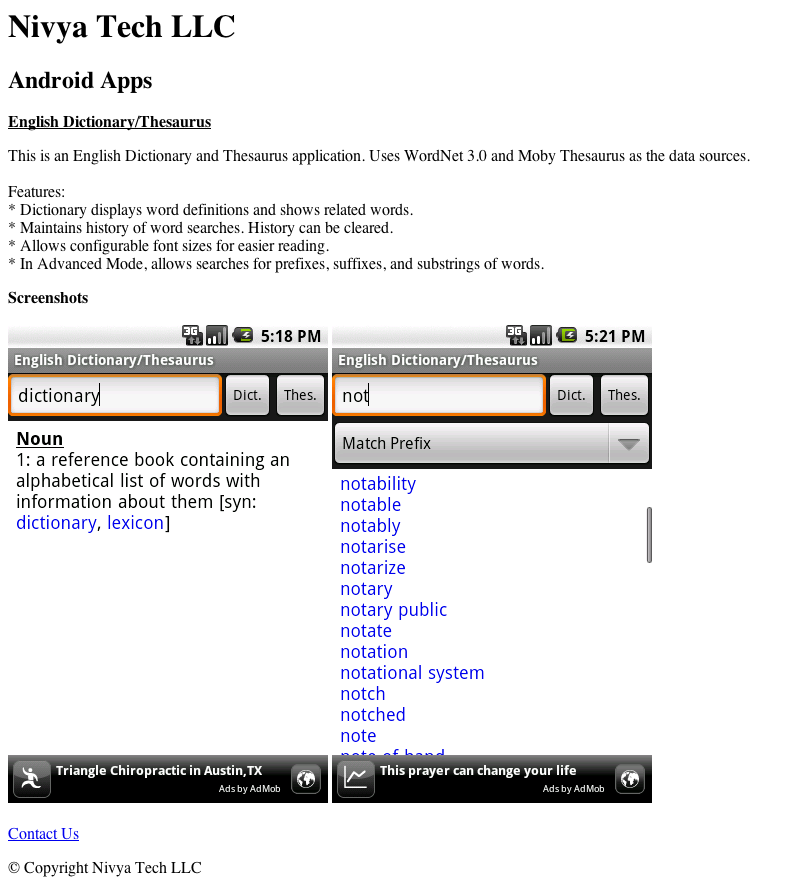 Nivya Tech LLC
Android Apps
English Dictionary/Thesaurus
This is an English Dictionary and Thesaurus application. Uses WordNet 3.0 and Moby Thesaurus as the data sources.
Features:
* Dictionary displays word definitions and shows related words.
* Maintains history of word searches. History can be cleared.
* Allows configurable font sizes for easier reading.
* In Advanced Mode, allows searches for prefixes, suffixes, and substrings of words.
Screenshots
3G 5:18 PM
English Dictionary/Thesaurus
dictionary Dict. Thes.
Noun
1: a reference book containing an
alphabetical list of words with
information about them [syn:
dictionary, lexicon]
Triangle Chiropractic in Austin,TX
Ads by AdMob
3G 5:21 PM
English Dictionary/Thesaurus
not Dict. Thes.
Match Prefix
notability
notable
notably
notarise
notarize
notary
notary public
notate
notation
notational system
notch
notched
note
note of hand
This prayer can change your life
Ads by AdMob
Contact Us
© Copyright Nivya Tech LLC